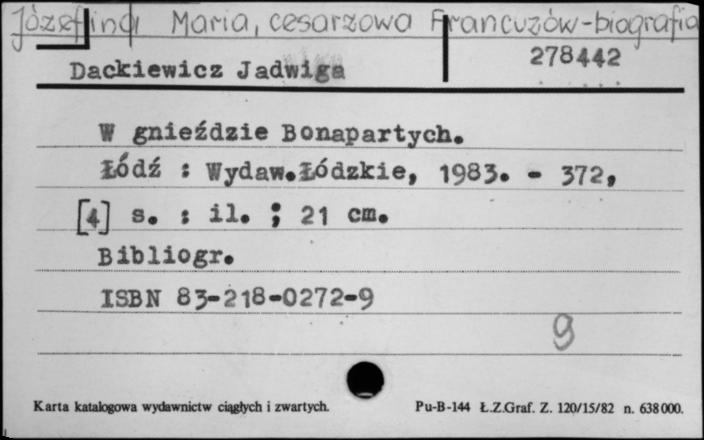 Józefina Maria, cesarzowa Francuzów-biografia
Dackiewicz Jadwiga 278442
W gnieździe Bonapartych.
Łódź : Wydaw.Łódzkie, 1983. - 372,
[4] s. : il. ; 21 cm.
Bibliogr.
ISBN 83-218-0272-9
9
Karta katalogowa wydawnictw ciągłych i zwartych. Pu-B-144 Ł.Z.Graf. Z. 120/15/82 n. 638000.